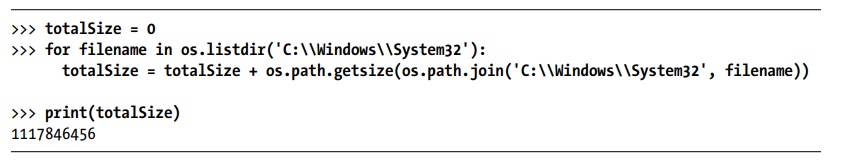 >>> totalSize = 0
>>> for filename in os.listdir('C:\\Windows\\System32'):
      totalSize = totalSize + os.path.getsize(os.path.join('C:\\Windows\\System32', filename))
>>> print(totalSize)
1117846456